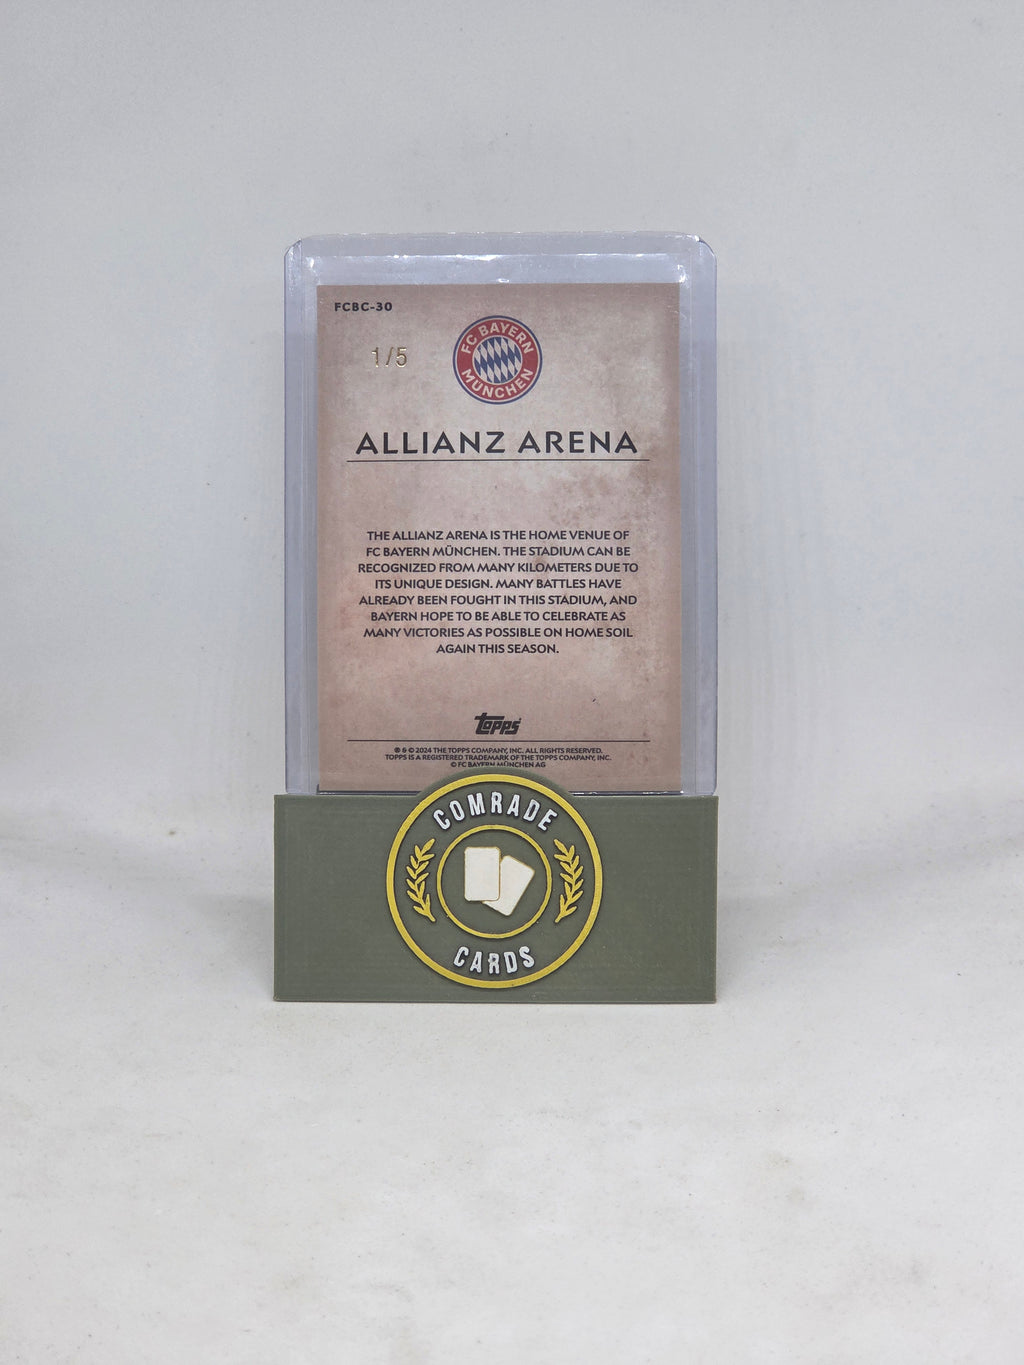 FCBC-30
1/5
FC BAYERN
MÜNCHEN
ALLIANZ ARENA
THE ALLIANZ ARENA IS THE HOME VENUE OF
FC BAYERN MÜNCHEN. THE STADIUM CAN BE
RECOGNIZED FROM MANY KILOMETERS DUE TO
ITS UNIQUE DESIGN. MANY BATTLES HAVE
ALREADY BEEN FOUGHT IN THIS STADIUM, AND
BAYERN HOPE TO BE ABLE TO CELEBRATE AS
MANY VICTORIES AS POSSIBLE ON HOME SOIL
AGAIN THIS SEASON.
Topps
® & © 2024 THE TOPPS COMPANY, INC. ALL RIGHTS RESERVED.
TOPPS IS A REGISTERED TRADEMARK OF THE TOPPS COMPANY, INC.
© FC BAYERN MÜNCHEN AG
COMRADE
CARDS